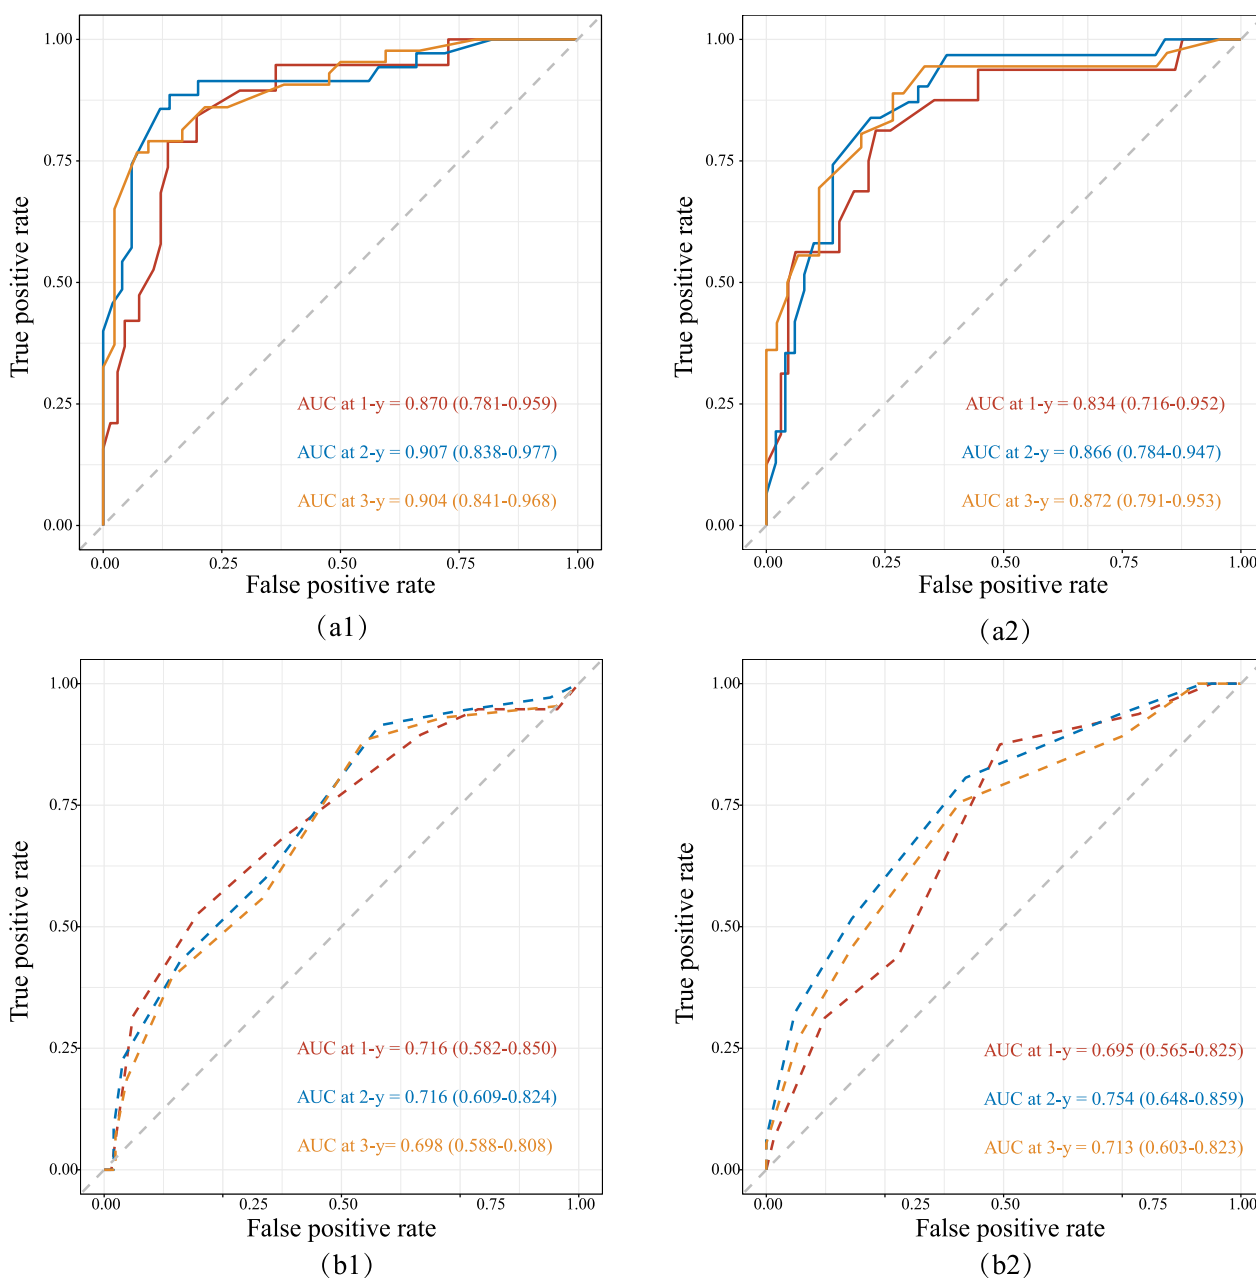 True positive rate
1.00
0.75
0.50
0.25
0.00
AUC at 1-y = 0.870 (0.781-0.959)
AUC at 2-y = 0.907 (0.838-0.977)
AUC at 3-y = 0.904 (0.841-0.968)
0.00 0.25 0.50 0.75 1.00
False positive rate
(a1)
True positive rate
1.00
0.75
0.50
0.25
0.00
AUC at 1-y = 0.834 (0.716-0.952)
AUC at 2-y = 0.866 (0.784-0.947)
AUC at 3-y = 0.872 (0.791-0.953)
0.00 0.25 0.50 0.75 1.00
False positive rate
(a2)
True positive rate
1.00
0.75
0.50
0.25
0.00
AUC at 1-y = 0.716 (0.582-0.850)
AUC at 2-y = 0.716 (0.609-0.824)
AUC at 3-y= 0.698 (0.588-0.808)
0.00 0.25 0.50 0.75 1.00
False positive rate
(b1)
True positive rate
1.00
0.75
0.50
0.25
0.00
AUC at 1-y = 0.695 (0.565-0.825)
AUC at 2-y = 0.754 (0.648-0.859)
AUC at 3-y = 0.713 (0.603-0.823)
0.00 0.25 0.50 0.75 1.00
False positive rate
(b2)